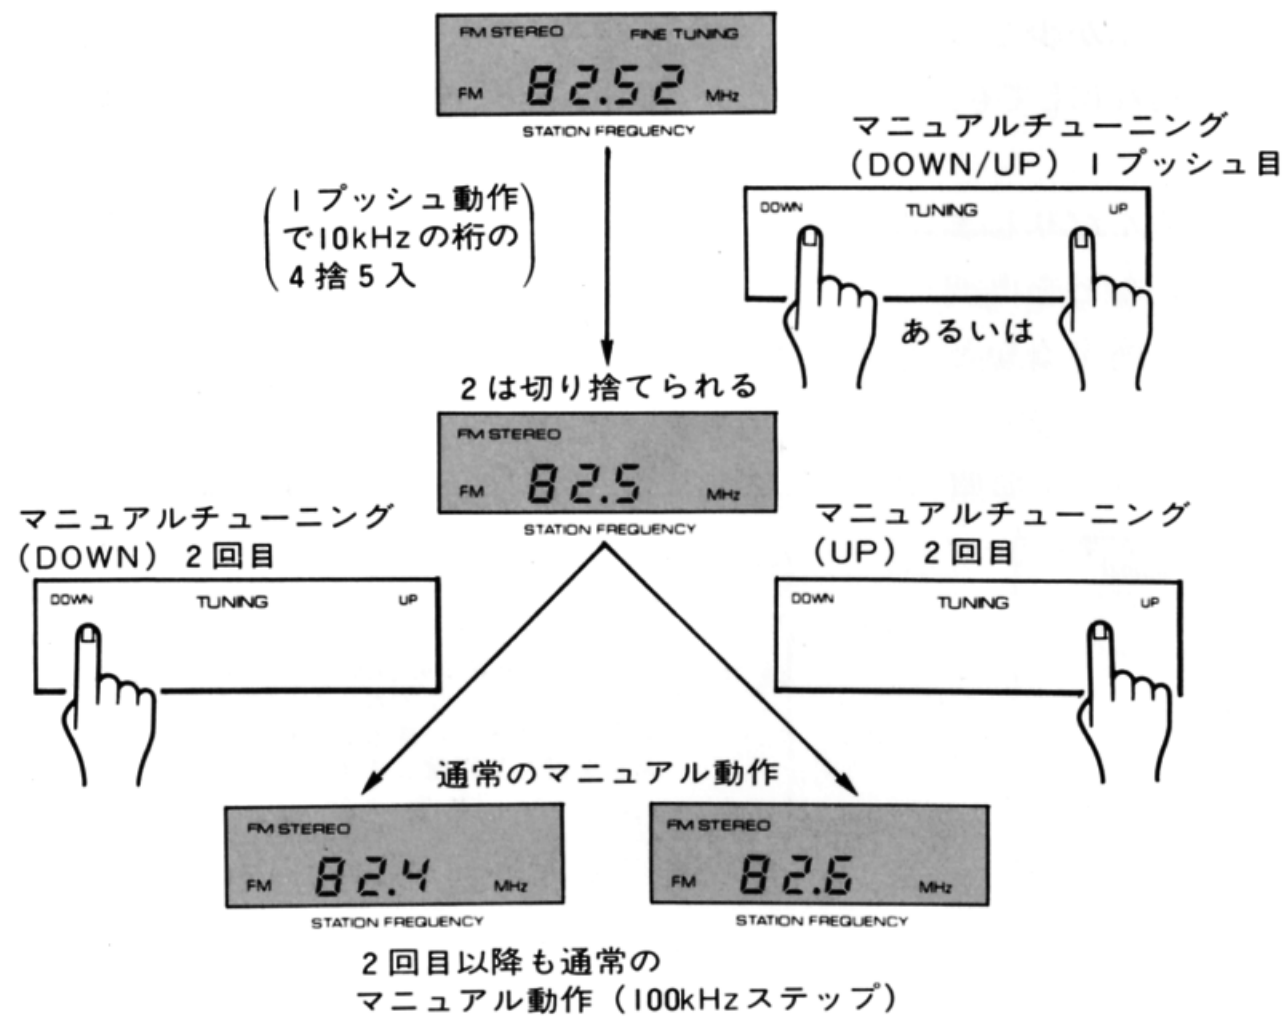 FM STEREO FINE TUNING
FM 82.52 MHz
STATION FREQUENCY
マニュアルチューニング
(DOWN/UP) 1プッシュ目
DOWN TUNING UP
あるいは
1プッシュ動作
で10kHzの桁の
4捨5入
2は切り捨てられる
FM STEREO
FM 82.5 MHz
STATION FREQUENCY
マニュアルチューニング
(DOWN) 2回目
DOWN TUNING UP
マニュアルチューニング
(UP) 2回目
DOWN TUNING UP
通常のマニュアル動作
FM STEREO
FM 82.4 MHz
STATION FREQUENCY
FM STEREO
FM 82.6 MHz
STATION FREQUENCY
2回目以降も通常の
マニュアル動作(100kHzステップ)